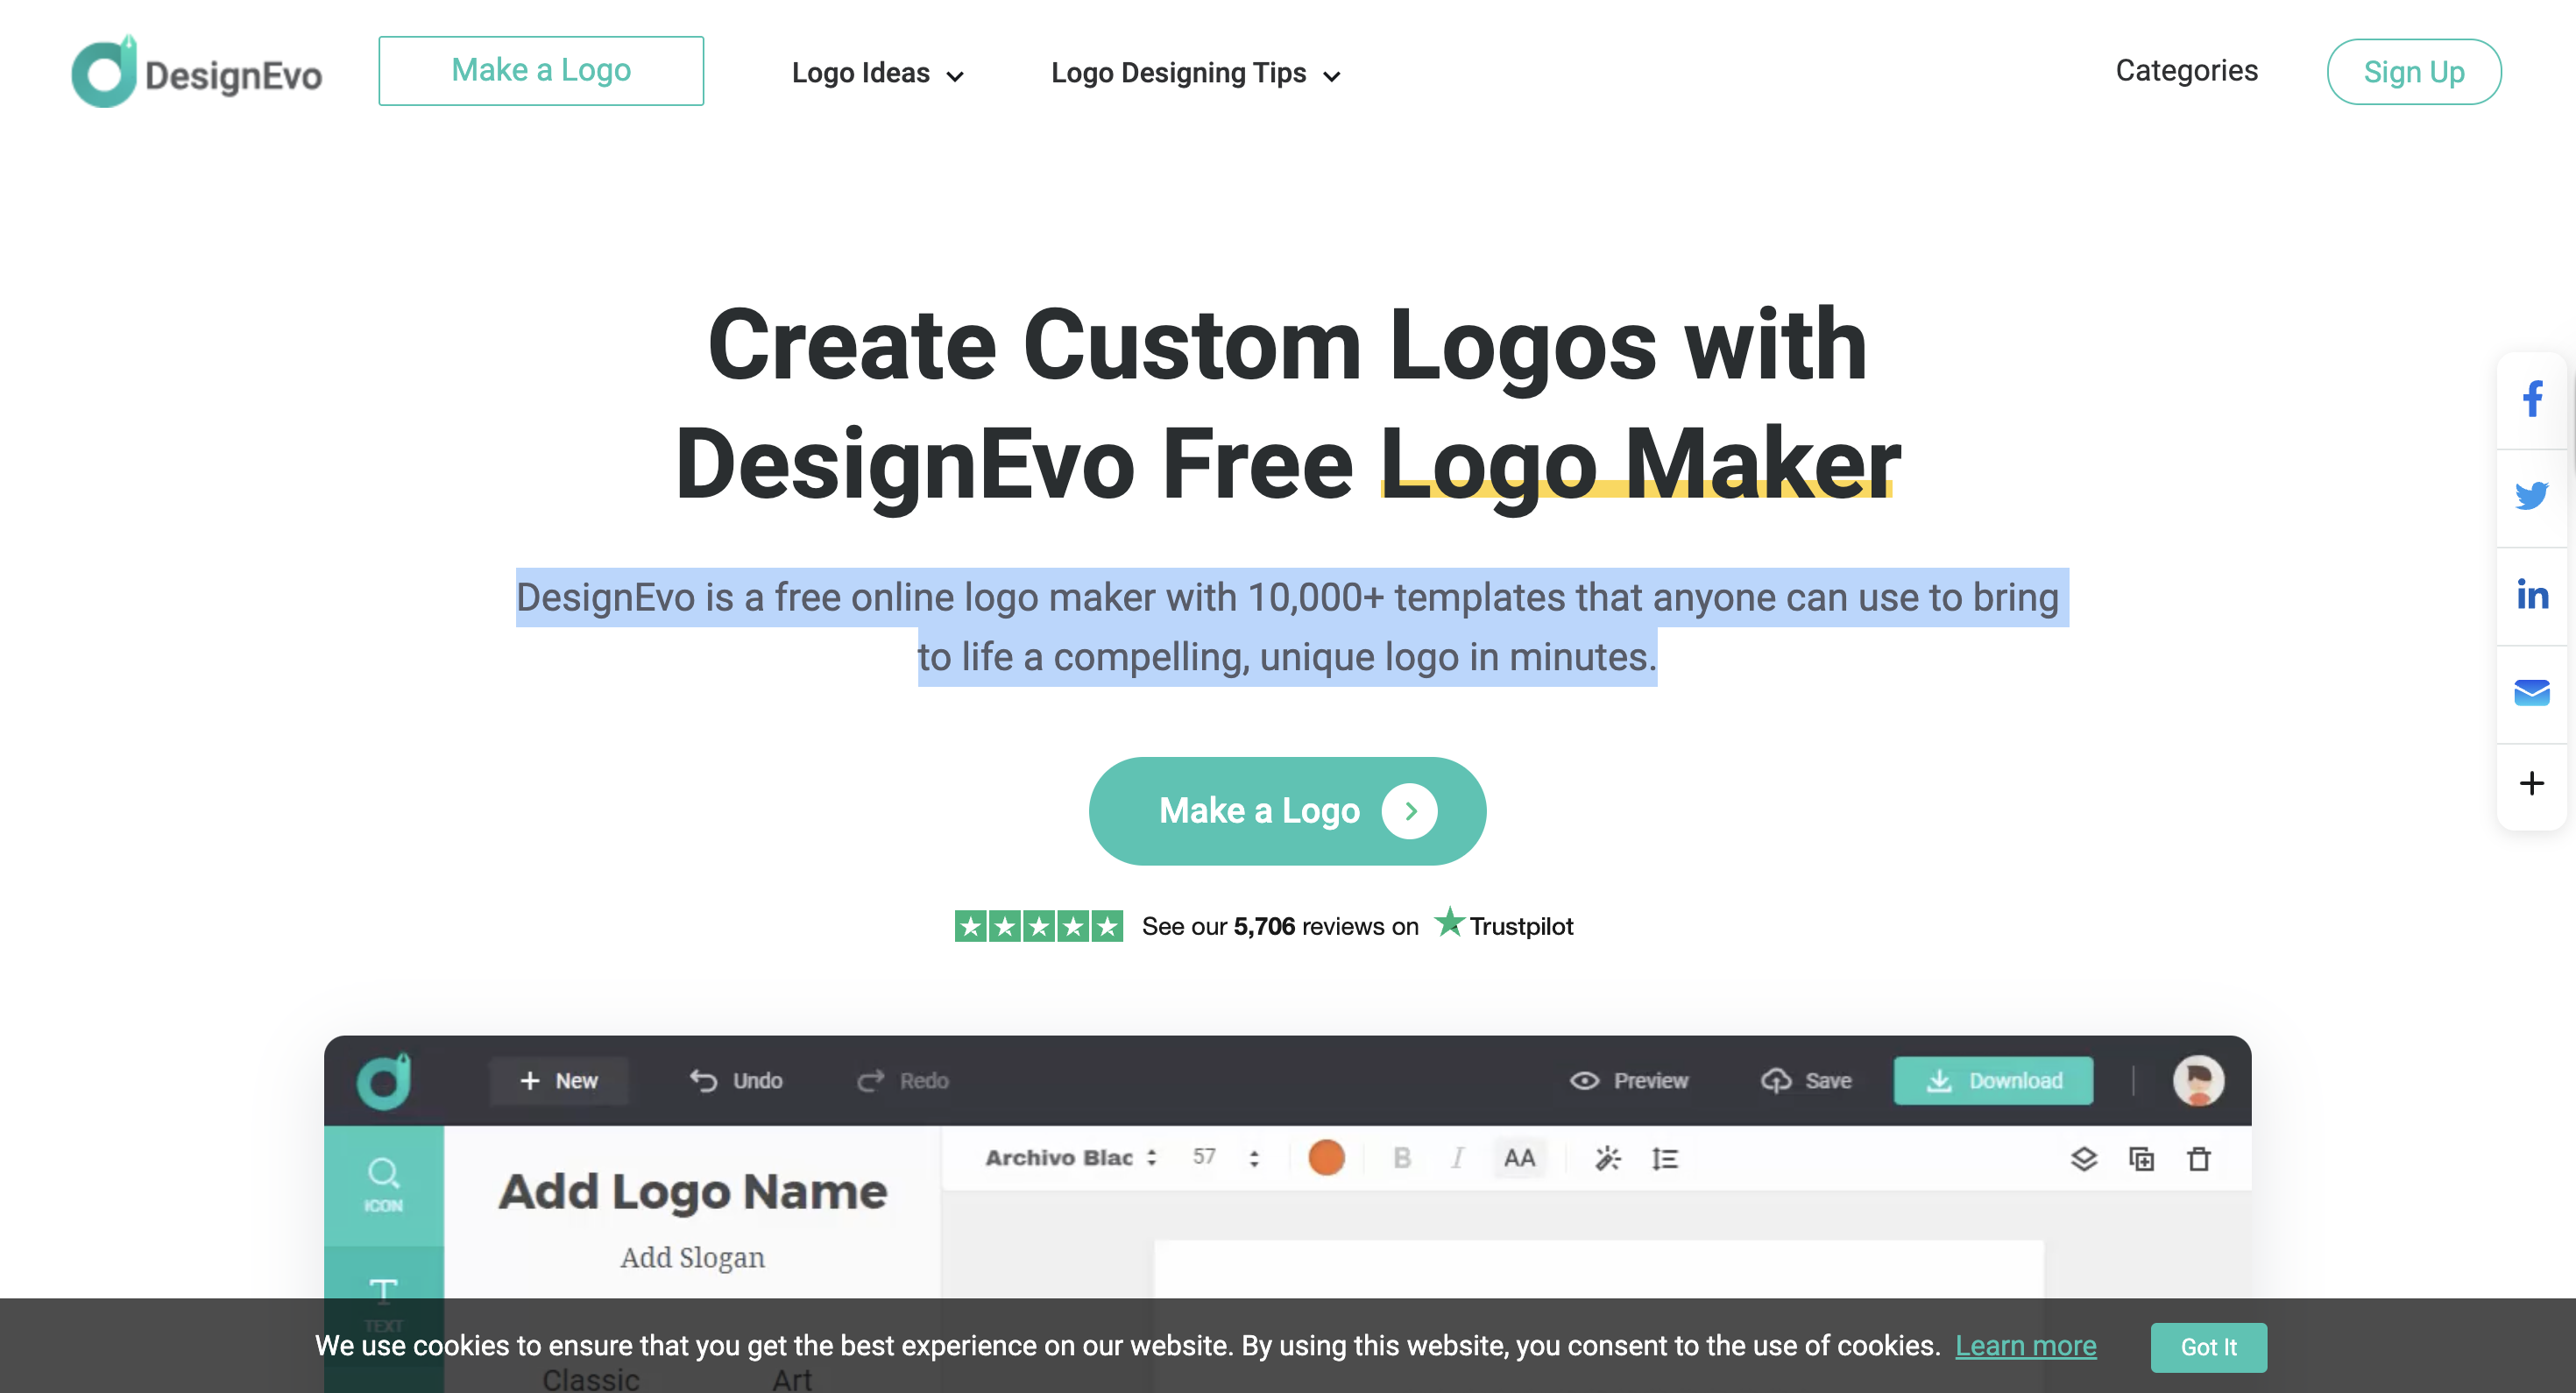 DesignEvo
Make a Logo
Logo Ideas
Logo Designing Tips
Categories
Sign Up
Create Custom Logos with
DesignEvo Free Logo Maker
DesignEvo is a free online logo maker with 10,000+ templates that anyone can use to bring
to life a compelling, unique logo in minutes.
Make a Logo
See our 5,706 reviews on Trustpilot
+ New
Undo
Redo
Preview
Save
Download
ICON
Add Logo Name
Add Slogan
Archivo Blac
57
B
I
AA
TEXT
We use cookies to ensure that you get the best experience on our website. By using this website, you consent to the use of cookies. Learn more
Got It
Classic
Art